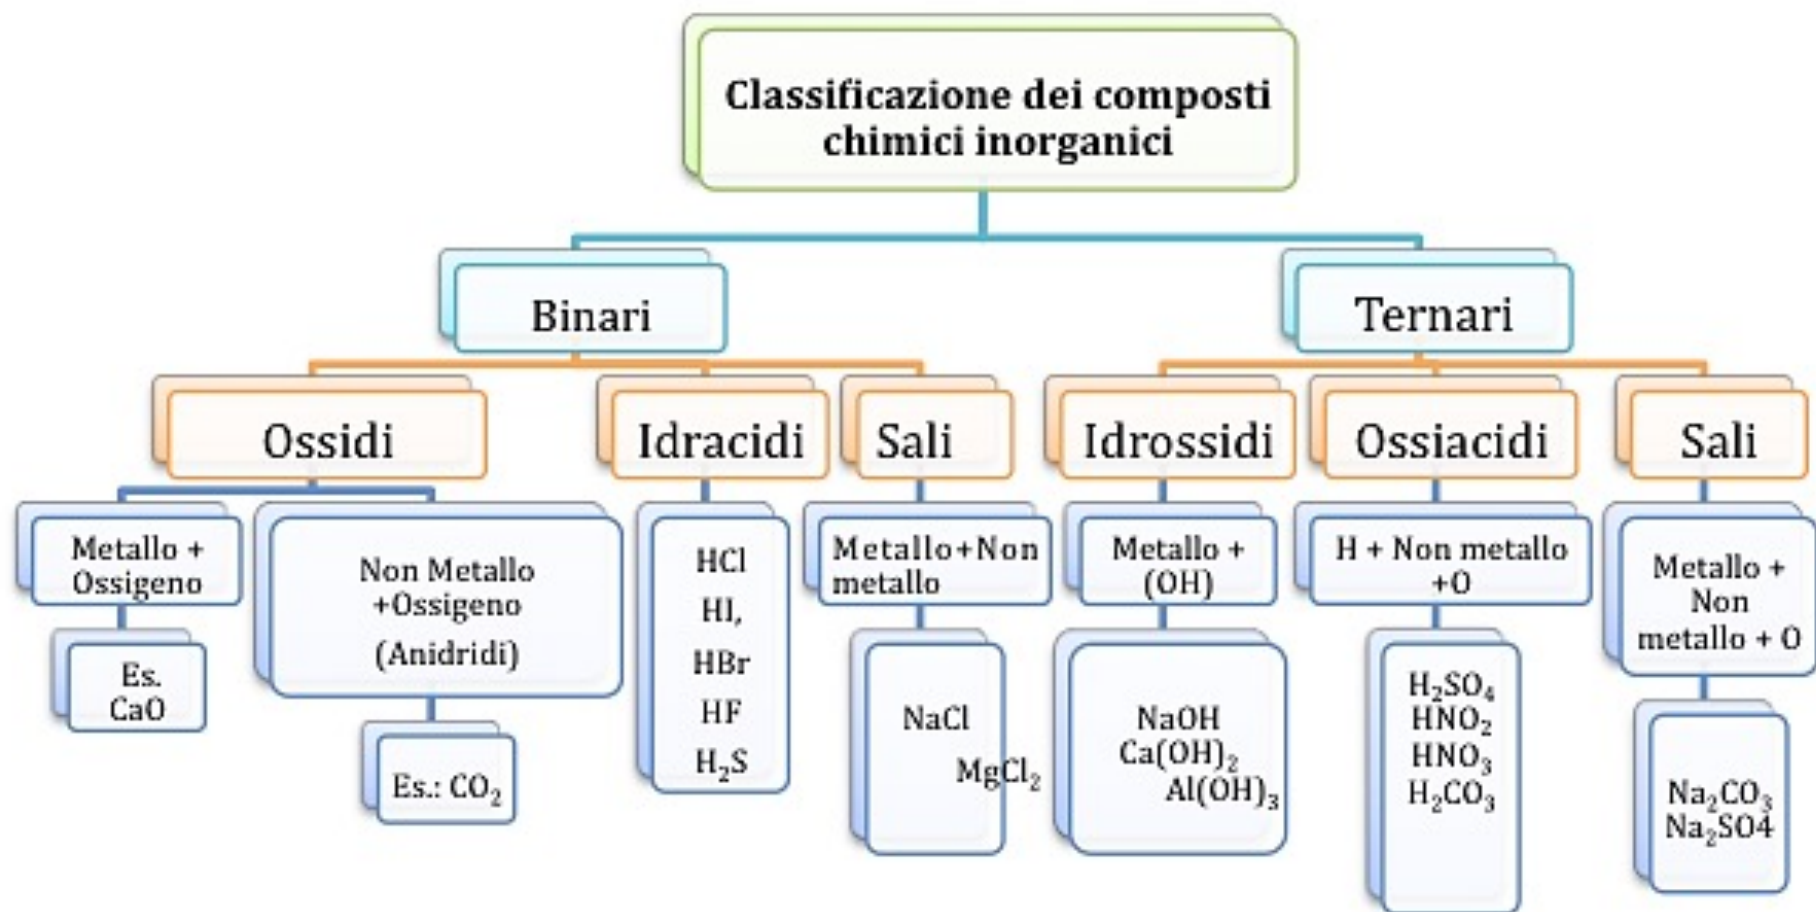 Classificazione dei composti
chimici inorganici
Binari
Ternari
Ossidi
Idracidi
Sali
Idrossidi
Ossiacidi
Sali
Metallo +
Ossigeno
Es.
CaO
Non Metallo
+Ossigeno
(Anidridi)
Es.: CO₂
HCl
HI,
HBr
HF
H₂S
Metallo+Non
metallo
NaCl
MgCl₂
Metallo +
(OH)
NaOH
Ca(OH)₂
Al(OH)₃
H + Non metallo
+O
H₂SO₄
HNO₂
HNO₃
H₂CO₃
Metallo +
Non
metallo + O
Na₂CO₃
Na₂SO4